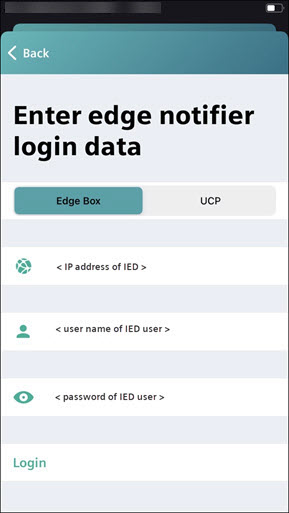 Back
Enter edge notifier
login data
Edge Box UCP
< IP address of IED >
< user name of IED user >
< password of IED user >
Login